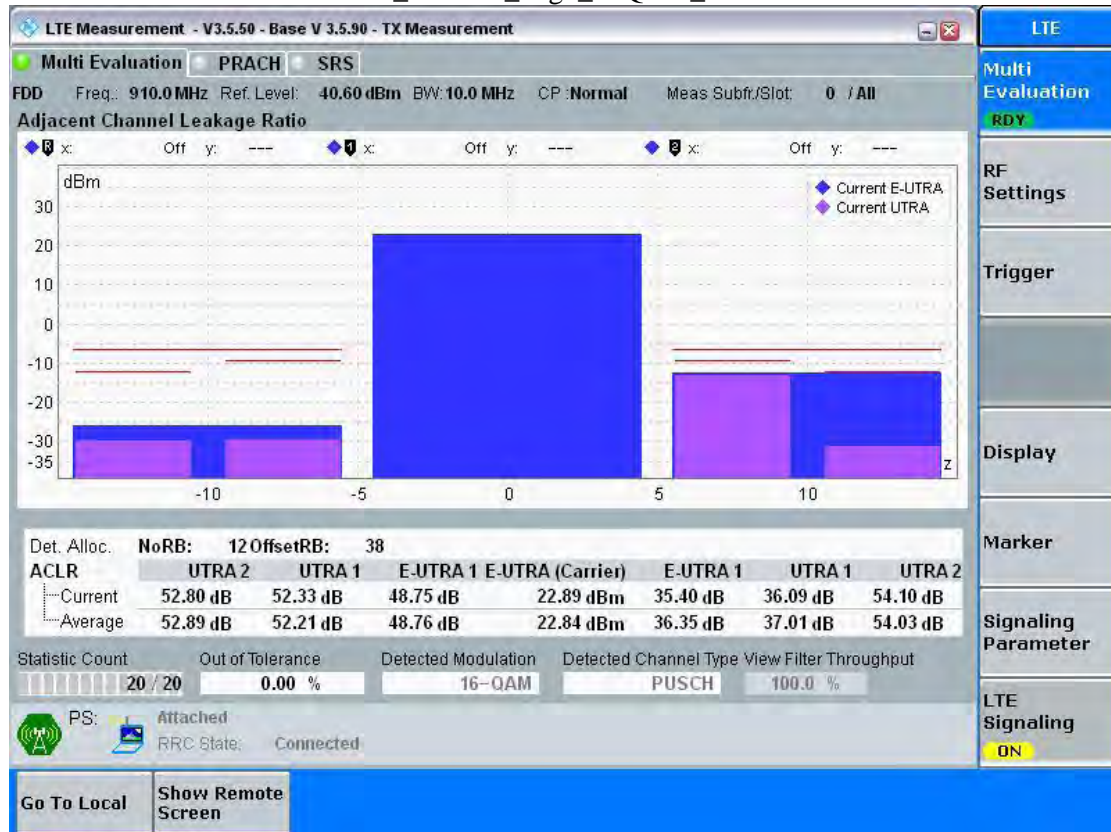 LTE Measurement - V3.5.50 - Base V 3.5.90 - TX Measurement
LTE
Multi Evaluation PRACH SRS
Multi Evaluation
RDY
FDD Freq.: 910.0 MHz Ref. Level: 40.60 dBm BW: 10.0 MHz CP :Normal Meas Subfr./Slot: 0 / All
Adjacent Channel Leakage Ratio
R x: Off y: --- 1 x: Off y: --- 2 x: Off y: ---
dBm
Current E-UTRA
Current UTRA
30
20
10
0
-10
-20
-30
-35
z
-10 -5 0 5 10
RF Settings
Trigger
Display
Marker
Signaling Parameter
LTE Signaling
ON
Det. Alloc. NoRB: 12 OffsetRB: 38
ACLR UTRA 2 UTRA 1 E-UTRA 1 E-UTRA (Carrier) E-UTRA 1 UTRA 1 UTRA 2
Current 52.80 dB 52.33 dB 48.75 dB 22.89 dBm 35.40 dB 36.09 dB 54.10 dB
Average 52.89 dB 52.21 dB 48.76 dB 22.84 dBm 36.35 dB 37.01 dB 54.03 dB
Statistic Count Out of Tolerance Detected Modulation Detected Channel Type View Filter Throughput
20 / 20 0.00 % 16-QAM PUSCH 100.0 %
PS: Attached
RRC State: Connected
Go To Local
Show Remote Screen